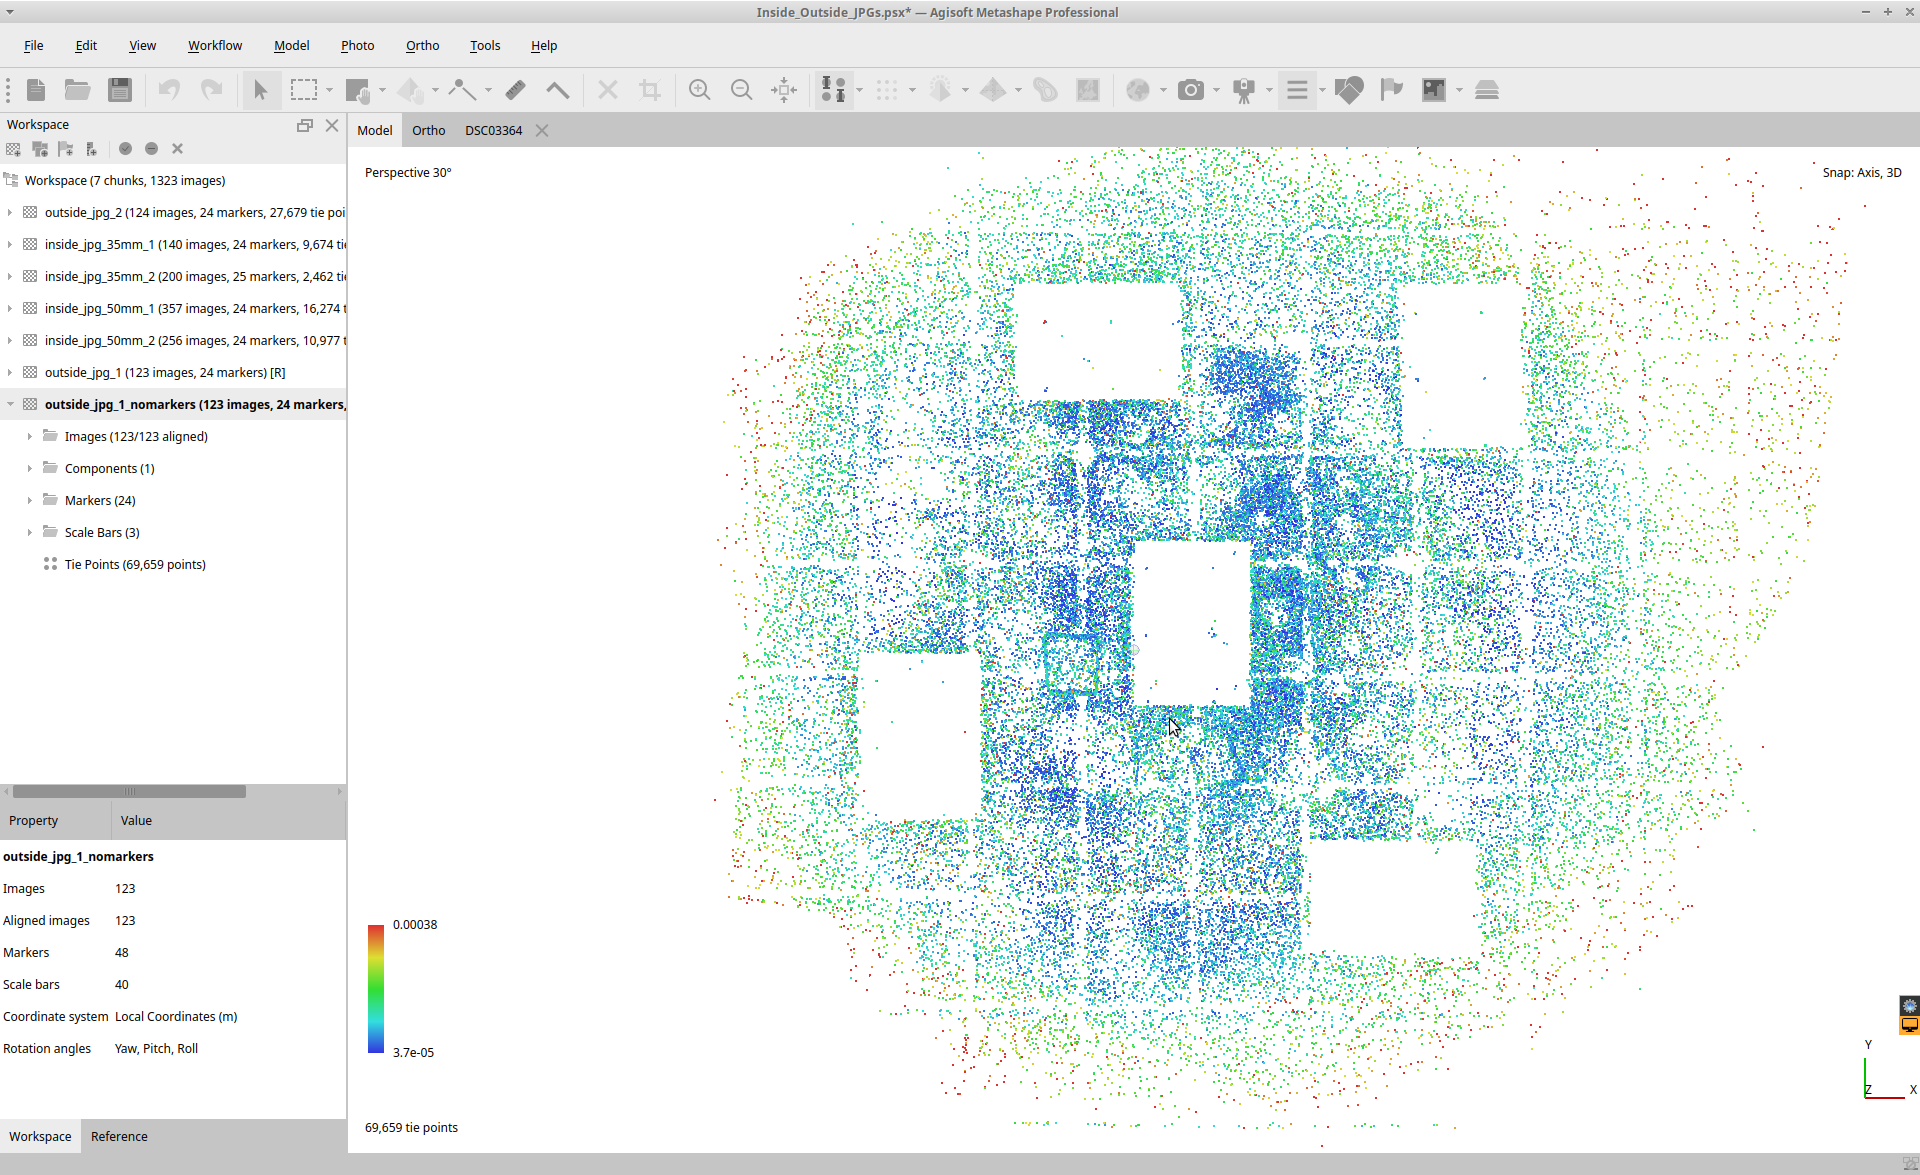 Inside_Outside_JPGs.psx* — Agisoft Metashape Professional
File Edit View Workflow Model Photo Ortho Tools Help
Workspace
Model Ortho DSC03364
Perspective 30°
Snap: Axis, 3D
Workspace (7 chunks, 1323 images)
outside_jpg_2 (124 images, 24 markers, 27,679 tie poi
inside_jpg_35mm_1 (140 images, 24 markers, 9,674 tie
inside_jpg_35mm_2 (200 images, 25 markers, 2,462 tie
inside_jpg_50mm_1 (357 images, 24 markers, 16,274 t
inside_jpg_50mm_2 (256 images, 24 markers, 10,977 t
outside_jpg_1 (123 images, 24 markers) [R]
outside_jpg_1_nomarkers (123 images, 24 markers,
Images (123/123 aligned)
Components (1)
Markers (24)
Scale Bars (3)
Tie Points (69,659 points)
Property Value
outside_jpg_1_nomarkers
Images 123
Aligned images 123
Markers 48
Scale bars 40
Coordinate system Local Coordinates (m)
Rotation angles Yaw, Pitch, Roll
0.00038
3.7e-05
69,659 tie points
Y
Z X
Workspace Reference